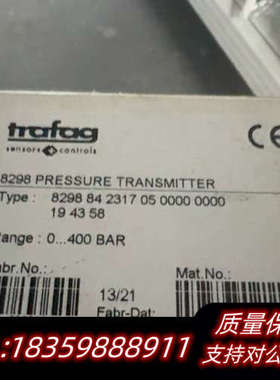 trafag
sensors controls
CE
8298 PRESSURE TRANSMITTER
Type : 8298 84 2317 05 0000 0000
19 43 58
Range : 0...400 BAR
abr.No.:
Mat.No.:
13/21
Fabr-Dat:
质量保
:18359888911
支持对公